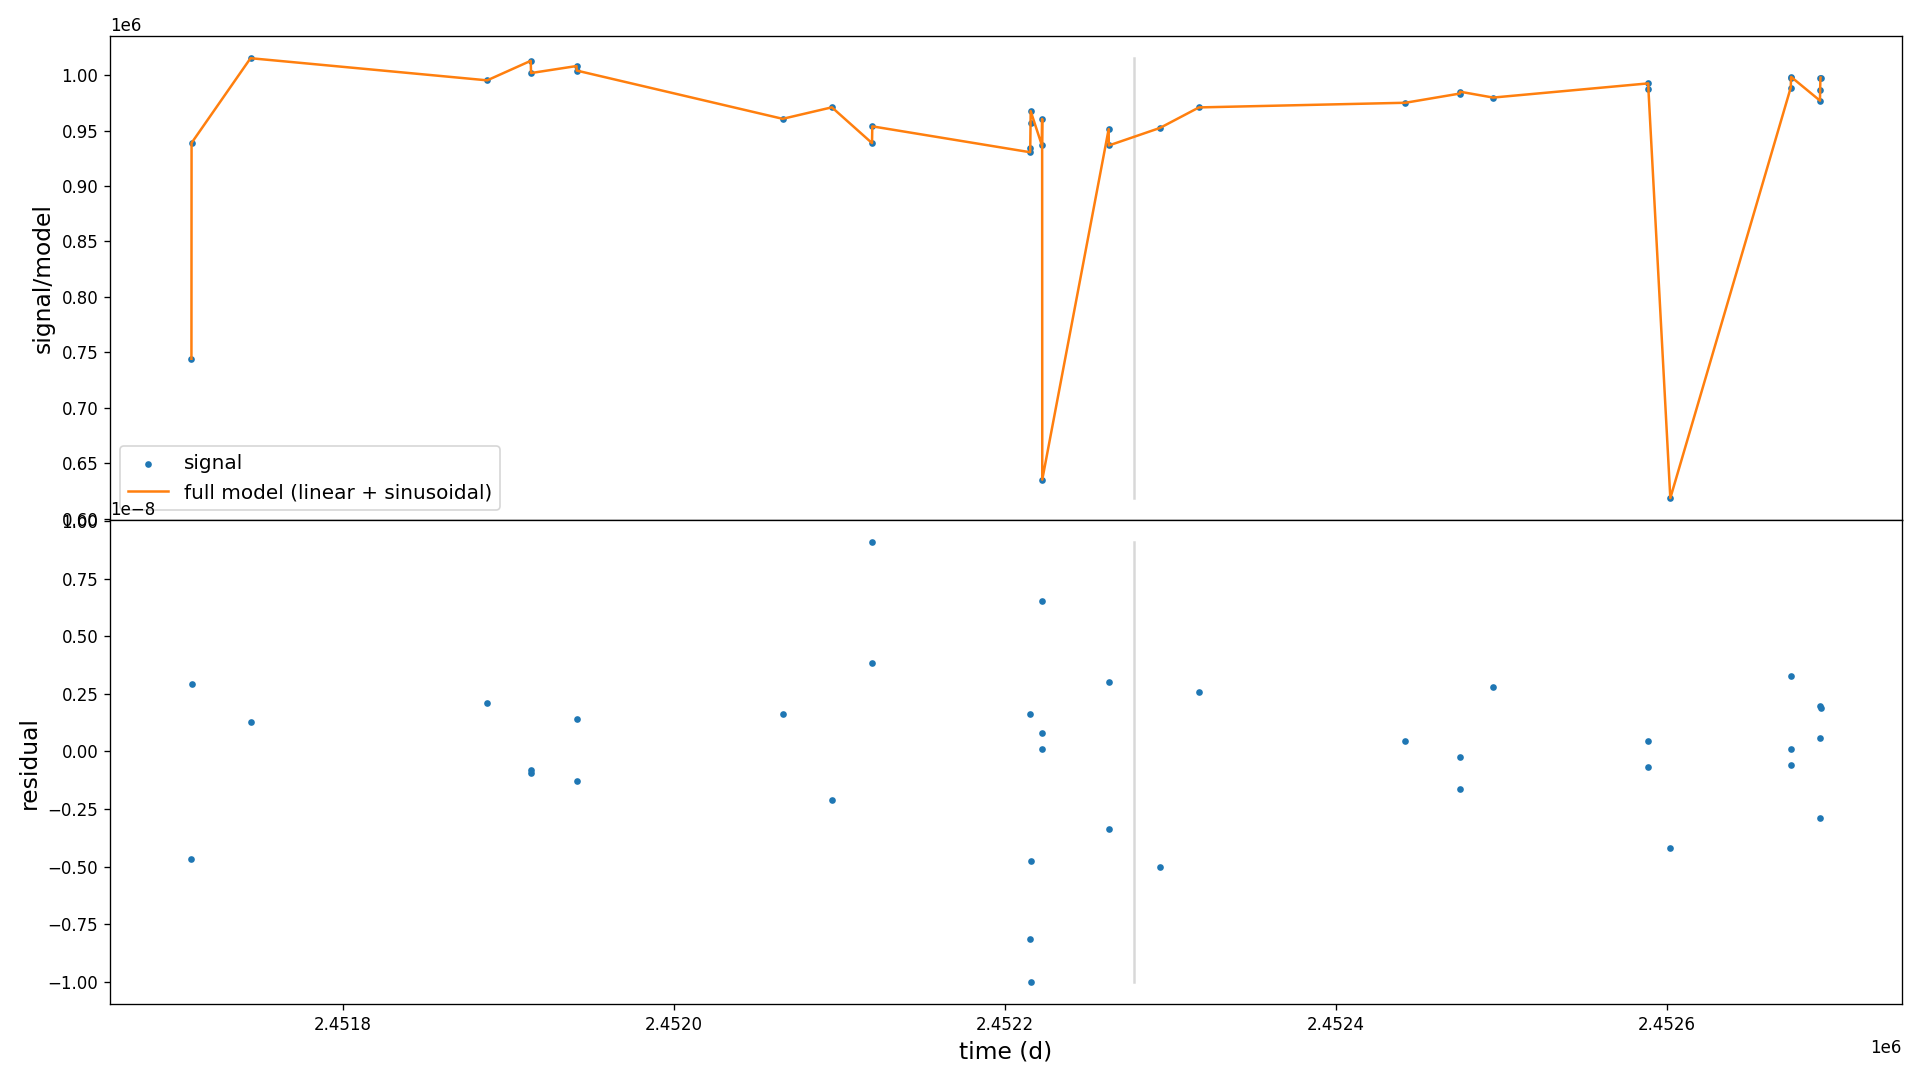 1e6
1.00
0.95
0.90
0.85
0.80
0.75
0.70
0.65
0.60
signal/model
signal
full model (linear + sinusoidal)
1e−8
1.00
0.75
0.50
0.25
0.00
−0.25
−0.50
−0.75
−1.00
residual
2.4518
2.4520
2.4522
2.4524
2.4526
time (d)
1e6